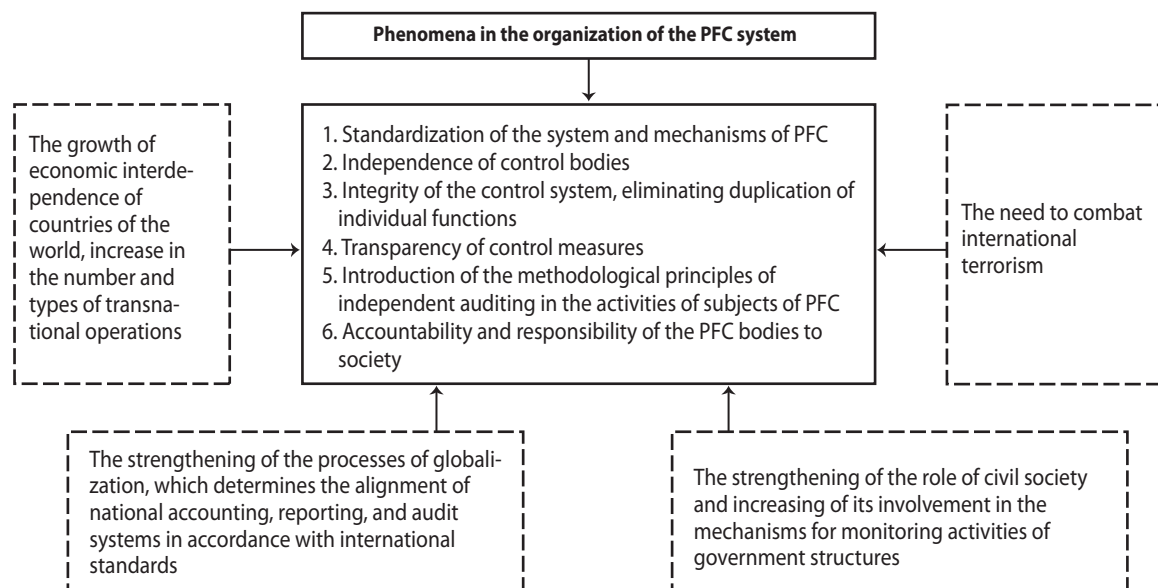 Phenomena in the organization of the PFC system
The growth of
economic interde-
pendence of
countries of the
world, increase in
the number and
types of transna-
tional operations
1. Standardization of the system and mechanisms of PFC
2. Independence of control bodies
3. Integrity of the control system, eliminating duplication of
individual functions
4. Transparency of control measures
5. Introduction of the methodological principles of
independent auditing in the activities of subjects of PFC
6. Accountability and responsibility of the PFC bodies to
society
The need to combat
international
terrorism
The strengthening of the processes of globali-
zation, which determines the alignment of
national accounting, reporting, and audit
systems in accordance with international
standards
The strengthening of the role of civil society
and increasing of its involvement in the
mechanisms for monitoring activities of
government structures